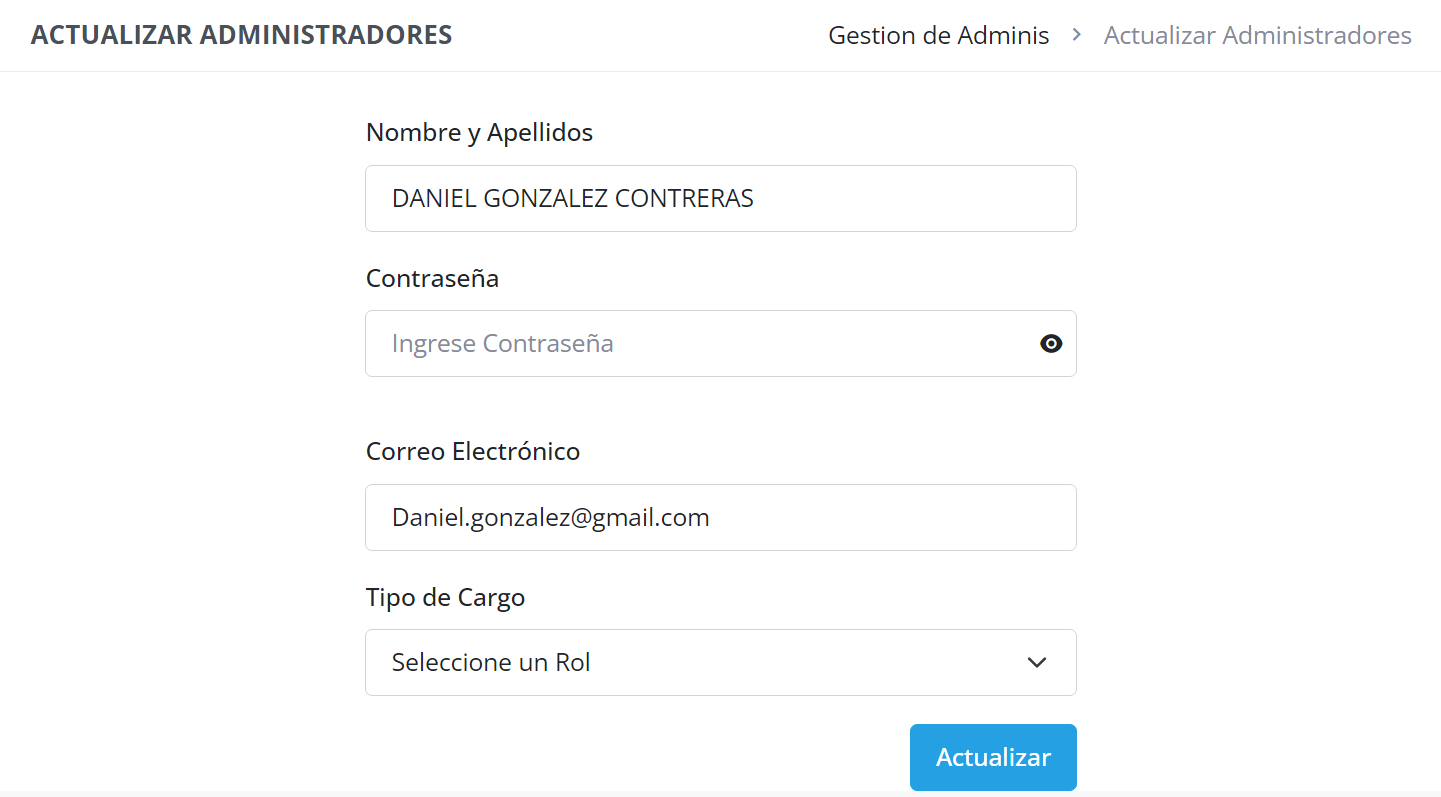 ACTUALIZAR ADMINISTRADORES
Gestion de Adminis > Actualizar Administradores
Nombre y Apellidos
DANIEL GONZALEZ CONTRERAS
Contraseña
Ingrese Contraseña
Correo Electrónico
Daniel.gonzalez@gmail.com
Tipo de Cargo
Seleccione un Rol
Actualizar